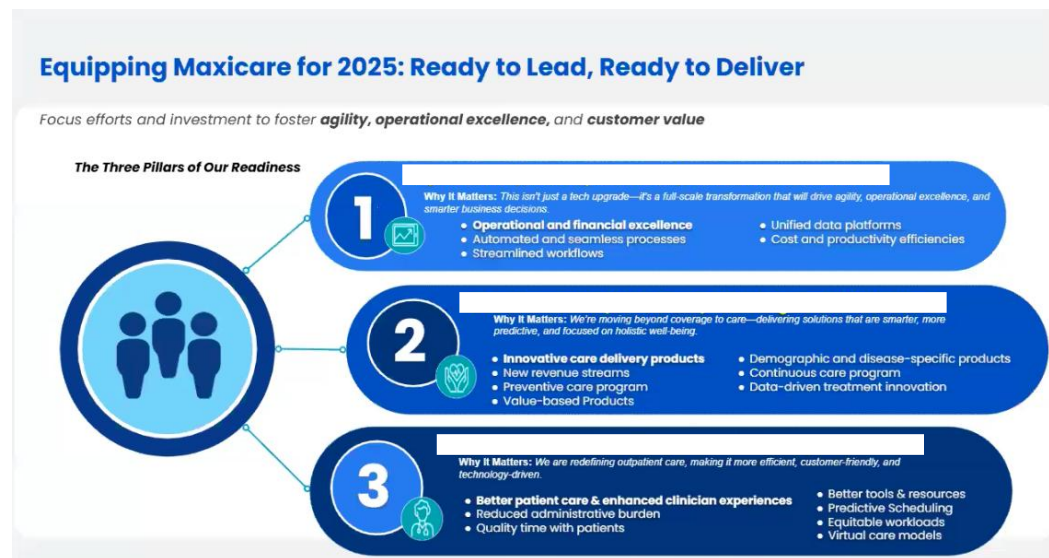 Equipping Maxicare for 2025: Ready to Lead, Ready to Deliver
Focus efforts and investment to foster agility, operational excellence, and customer value
The Three Pillars of Our Readiness
1
Why It Matters: This isn't just a tech upgrade—it's a full-scale transformation that will drive agility, operational excellence, and
smarter business decisions.
• Operational and financial excellence
• Automated and seamless processes
• Streamlined workflows
• Unified data platforms
• Cost and productivity efficiencies
2
Why It Matters: We're moving beyond coverage to care—delivering solutions that are smarter, more
predictive, and focused on holistic well-being.
• Innovative care delivery products
• New revenue streams
• Preventive care program
• Value-based Products
• Demographic and disease-specific products
• Continuous care program
• Data-driven treatment innovation
3
Why It Matters: We are redefining outpatient care, making it more efficient, customer-friendly, and
technology-driven.
• Better patient care & enhanced clinician experiences
• Reduced administrative burden
• Quality time with patients
• Better tools & resources
• Predictive Scheduling
• Equitable workloads
• Virtual care models